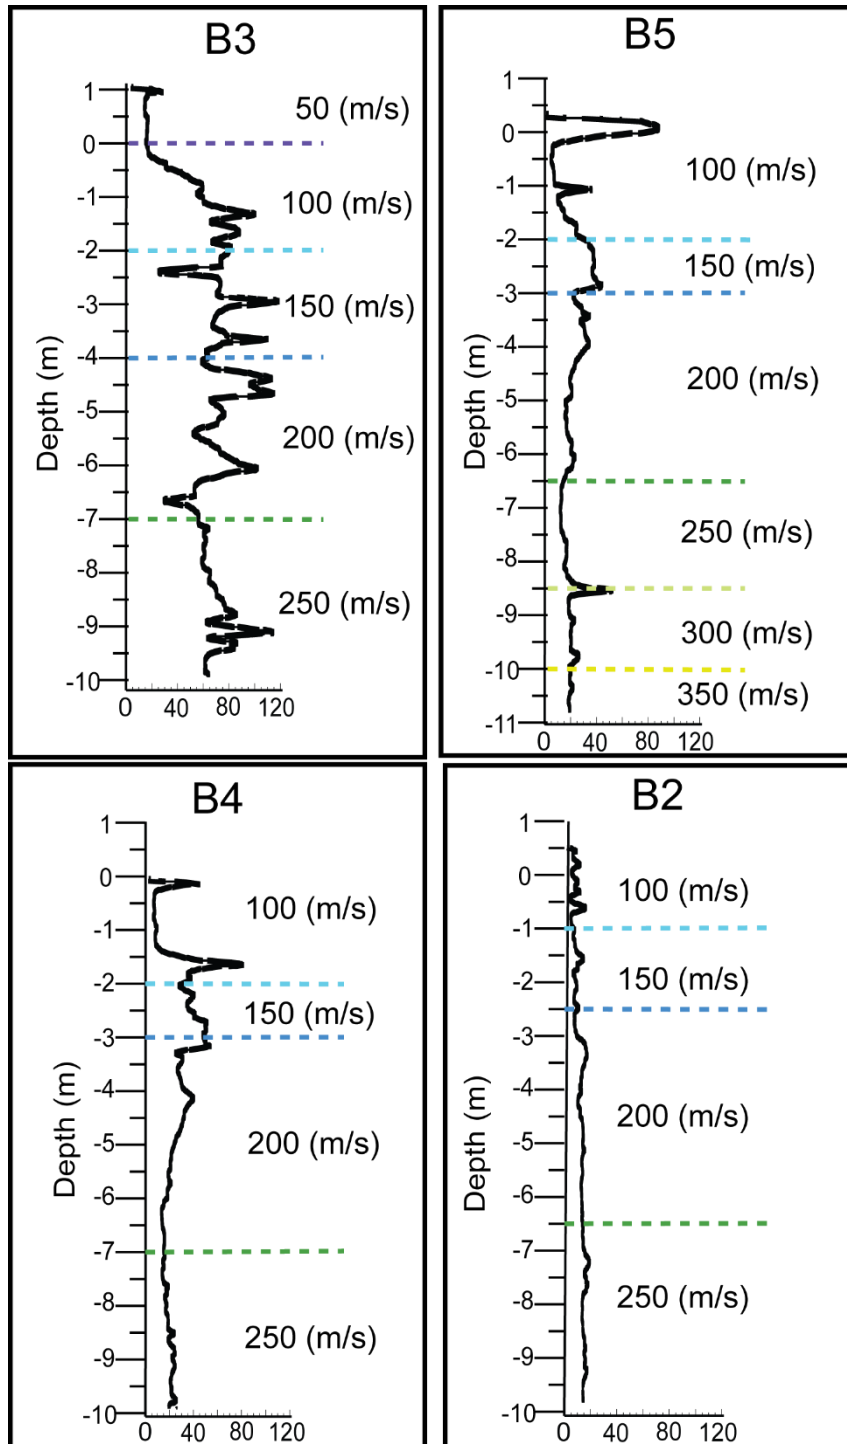 B3
1
50 (m/s)
0
-1
100 (m/s)
-2
-3
150 (m/s)
-4
Depth (m)
-5
200 (m/s)
-6
-7
-8
250 (m/s)
-9
-10
0 40 80 120
B5
1
0
100 (m/s)
-1
-2
150 (m/s)
-3
-4
200 (m/s)
Depth (m)
-5
-6
-7
250 (m/s)
-8
-9
300 (m/s)
-10
350 (m/s)
-11
0 40 80 120
B4
1
0
100 (m/s)
-1
-2
150 (m/s)
-3
-4
Depth (m)
-5
200 (m/s)
-6
-7
-8
250 (m/s)
-9
-10
0 40 80 120
B2
1
0
100 (m/s)
-1
-2
150 (m/s)
-3
-4
200 (m/s)
Depth (m)
-5
-6
-7
250 (m/s)
-8
-9
-10
0 40 80 120